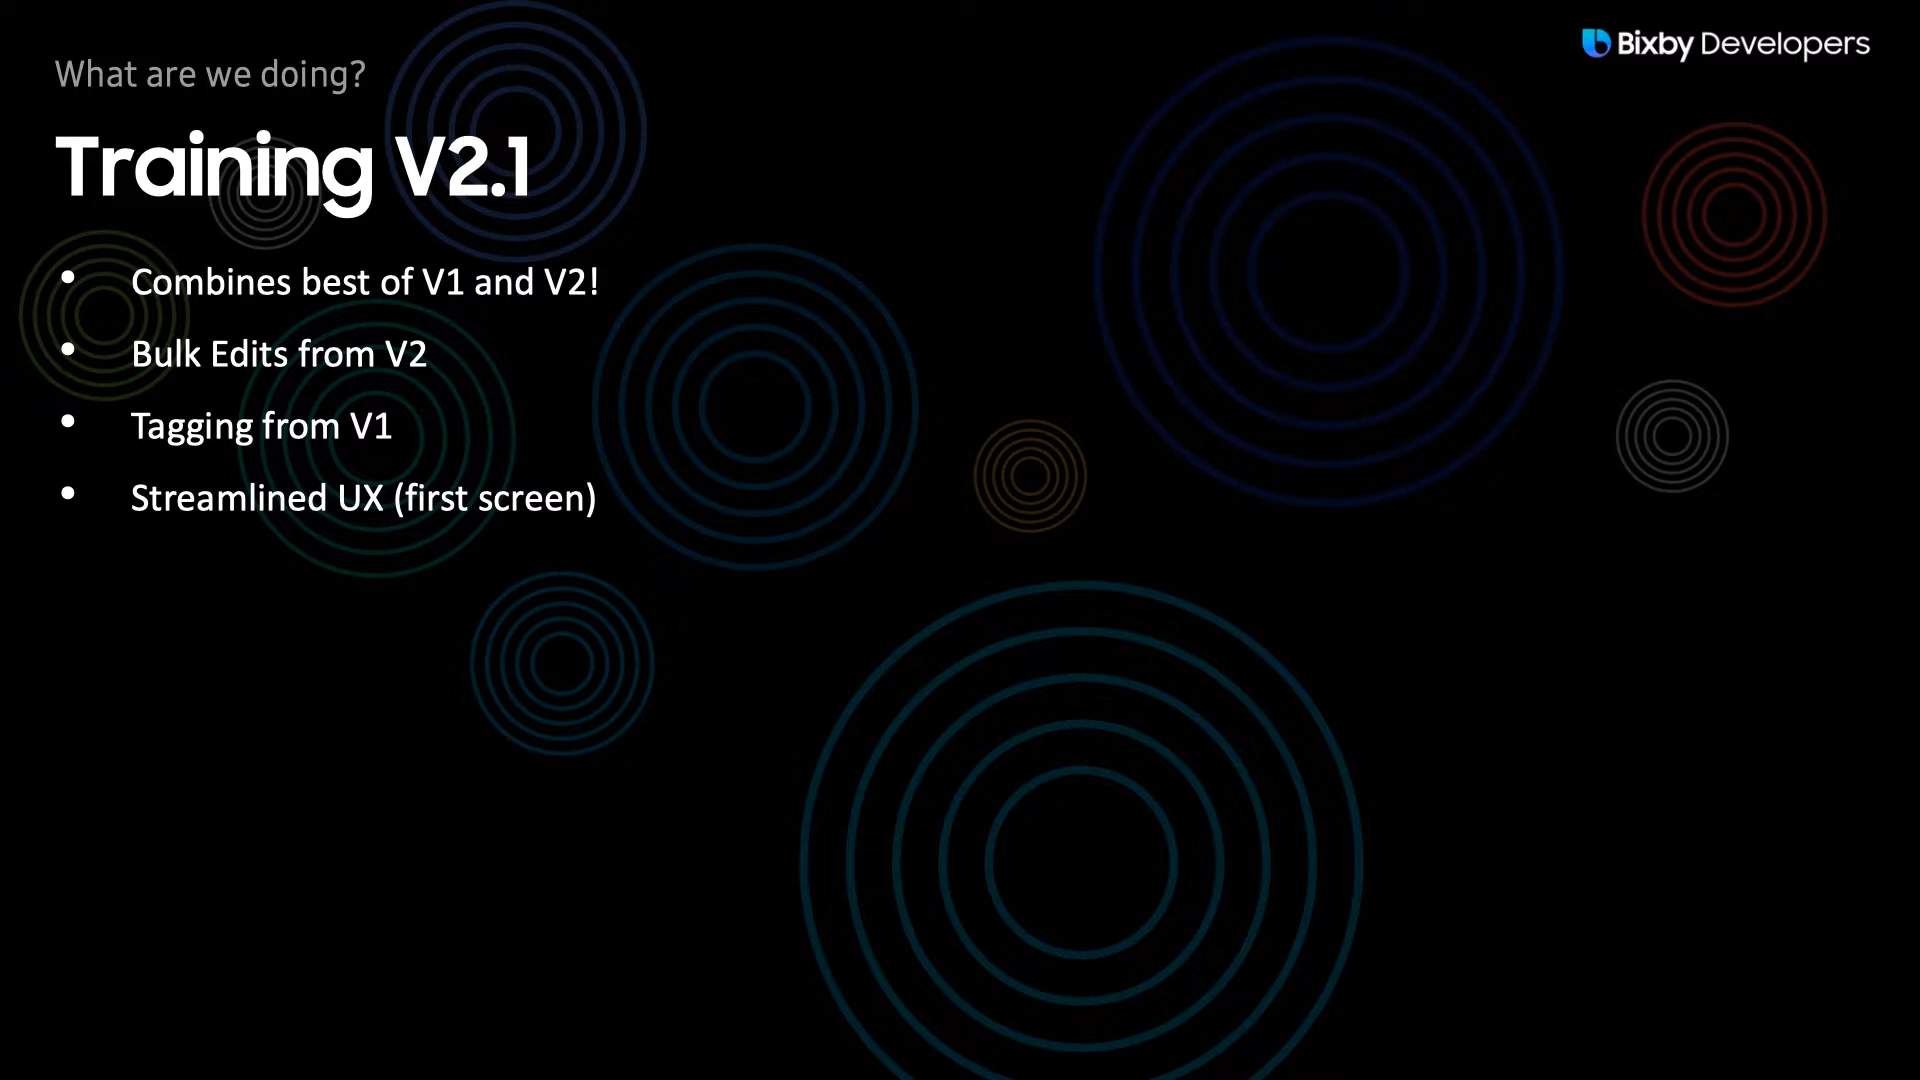 What are we doing?
Bixby Developers
Training V2.1
• Combines best of V1 and V2!
• Bulk Edits from V2
• Tagging from V1
• Streamlined UX (first screen)